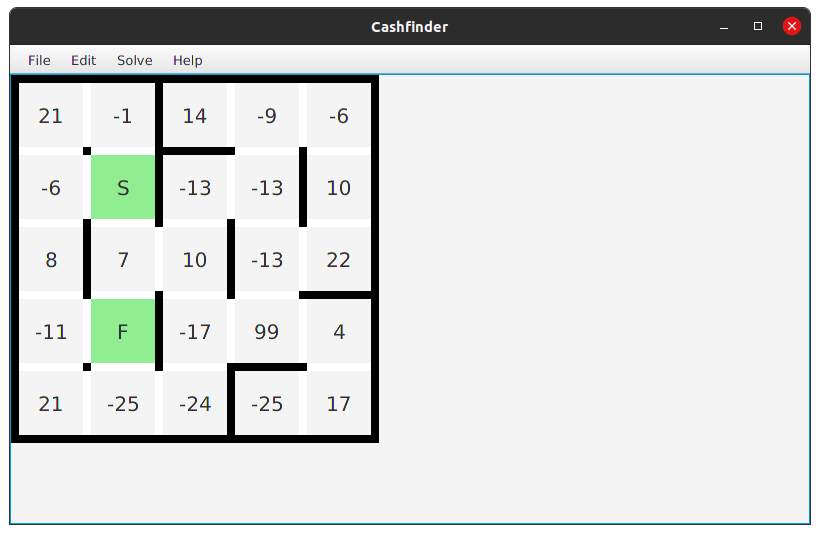 Cashfinder
File Edit Solve Help
21 -1 14 -9 -6
-6 S -13 -13 10
8 7 10 -13 22
-11 F -17 99 4
21 -25 -24 -25 17